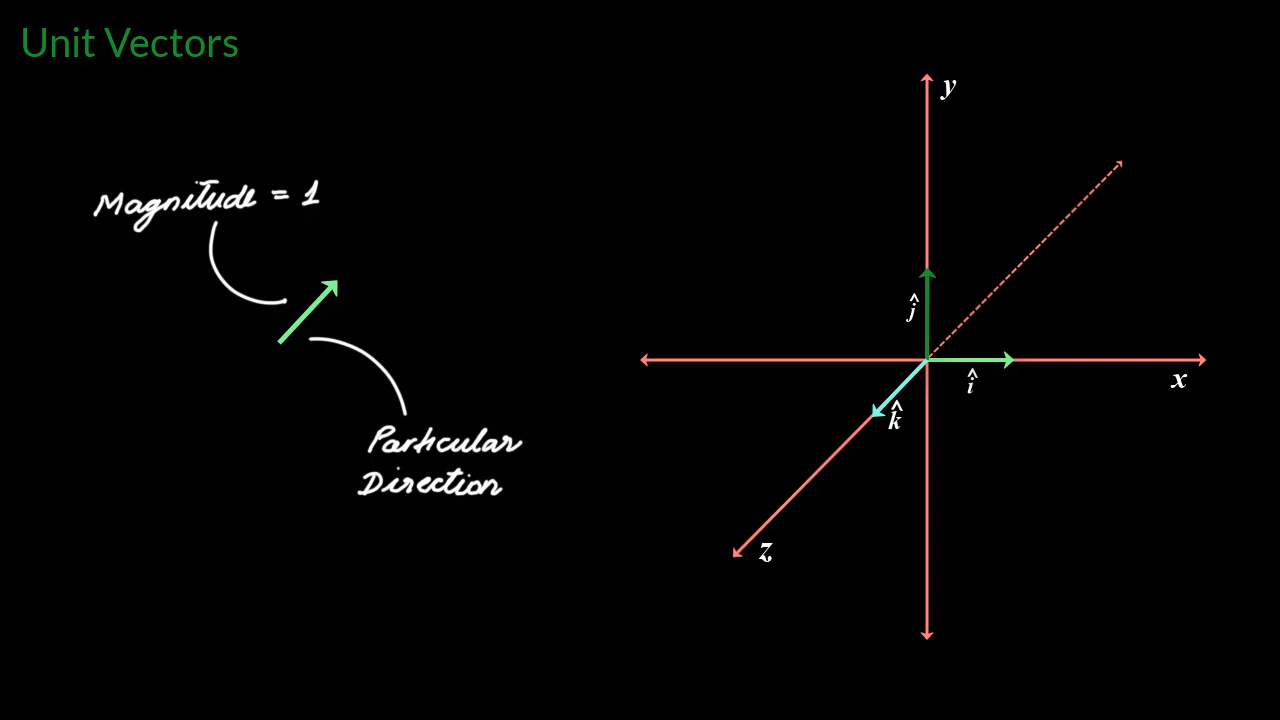 Unit Vectors
Magnitude = 1
Particular
Direction
y
x
z
ĵ
î
k̂